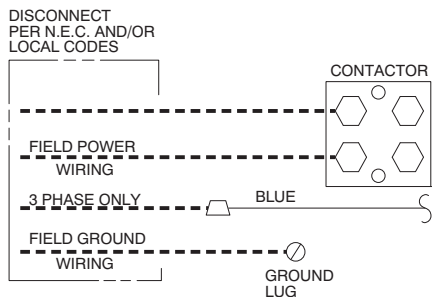 DISCONNECT
PER N.E.C. AND/OR
LOCAL CODES
CONTACTOR
FIELD POWER
WIRING
3 PHASE ONLY
BLUE
FIELD GROUND
WIRING
GROUND
LUG